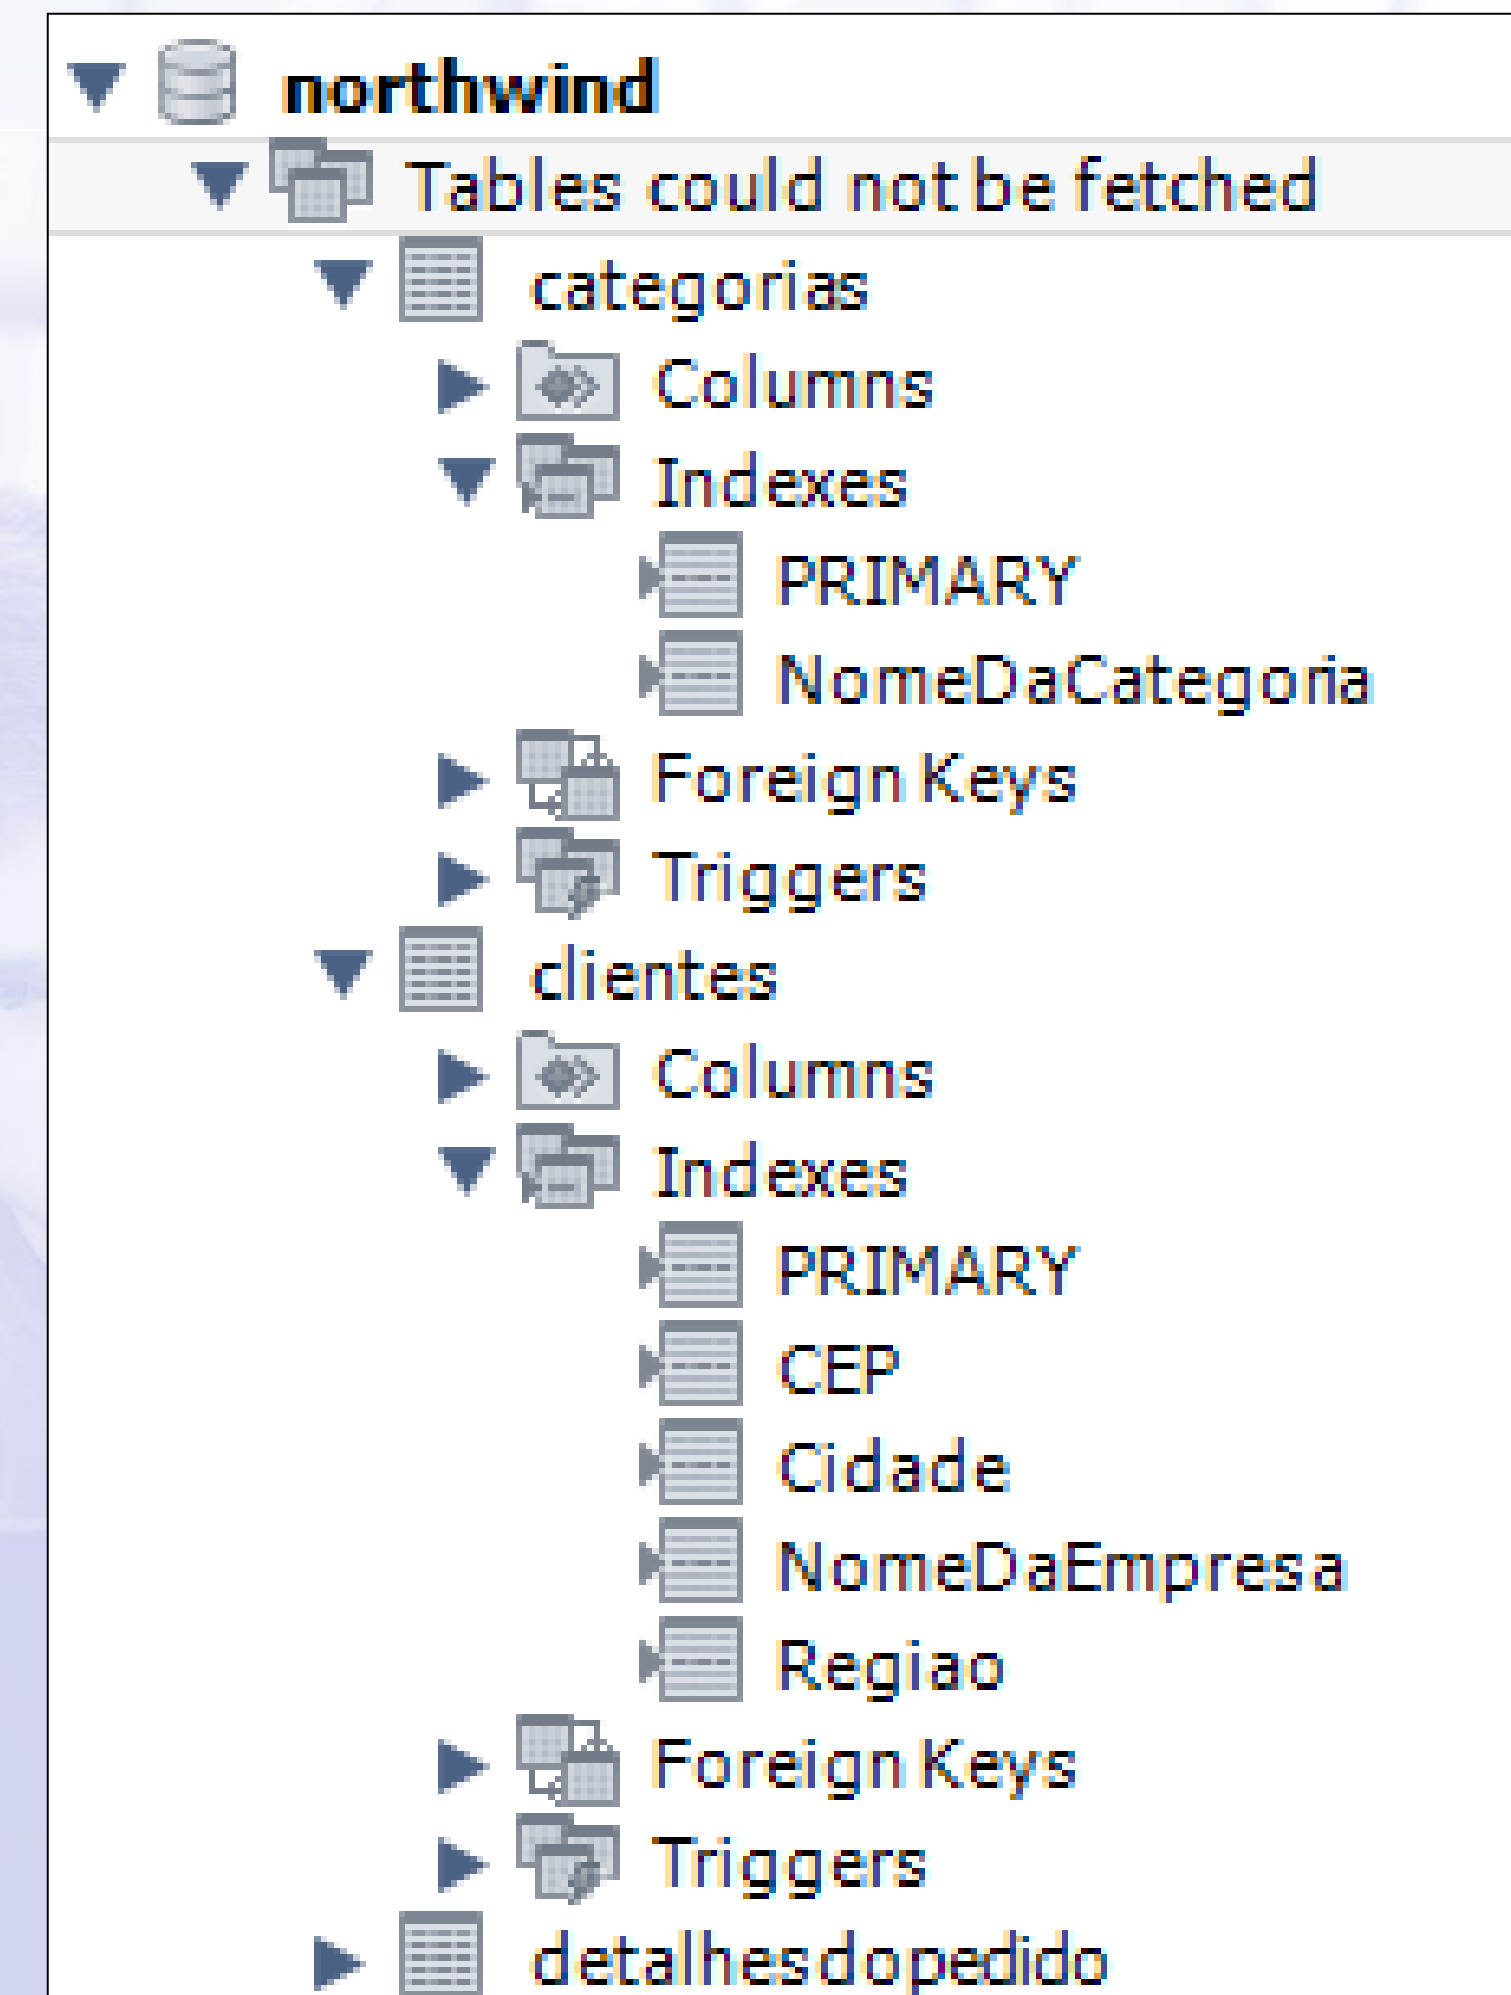 northwind
Tables could not be fetched
categorias
Columns
Indexes
PRIMARY
NomeDaCategoria
Foreign Keys
Triggers
clientes
Columns
Indexes
PRIMARY
CEP
Cidade
NomeDaEmpresa
Regiao
Foreign Keys
Triggers
detalhesdopedido